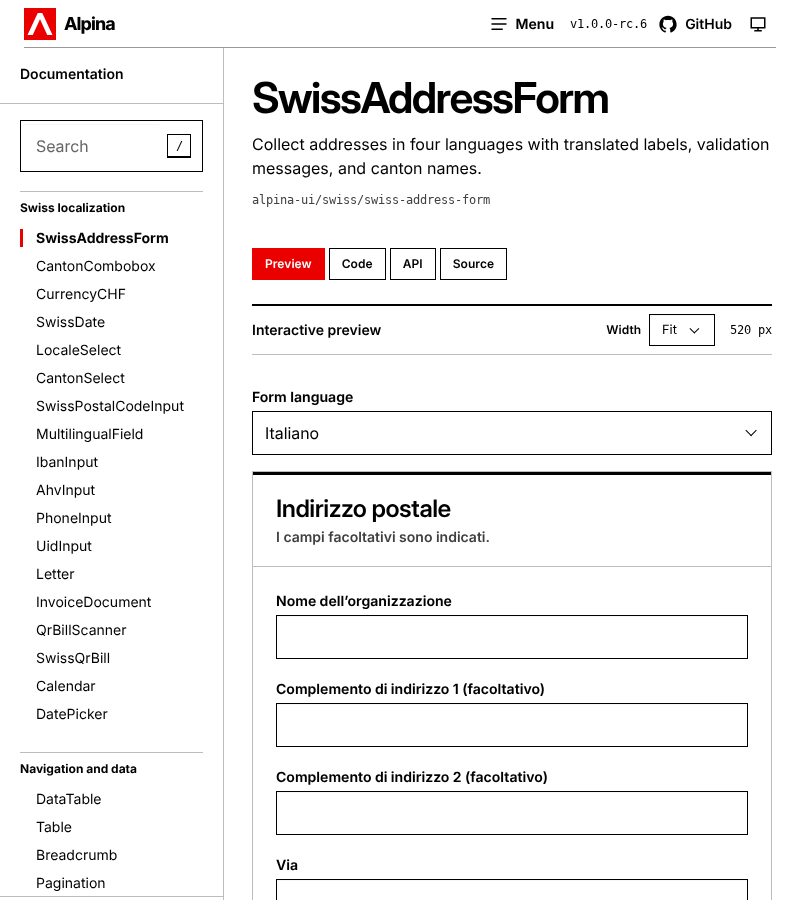 Alpina
Menu
v1.0.0-rc.6
GitHub
Documentation
Search
/
Swiss localization
SwissAddressForm
CantonCombobox
CurrencyCHF
SwissDate
LocaleSelect
CantonSelect
SwissPostalCodeInput
MultilingualField
IbanInput
AhvInput
PhoneInput
UidInput
Letter
InvoiceDocument
QrBillScanner
SwissQrBill
Calendar
DatePicker
Navigation and data
DataTable
Table
Breadcrumb
Pagination
SwissAddressForm
Collect addresses in four languages with translated labels, validation
messages, and canton names.
alpina-ui/swiss/swiss-address-form
Preview
Code
API
Source
Interactive preview
Width
Fit
520 px
Form language
Italiano
Indirizzo postale
I campi facoltativi sono indicati.
Nome dell’organizzazione
Complemento di indirizzo 1 (facoltativo)
Complemento di indirizzo 2 (facoltativo)
Via